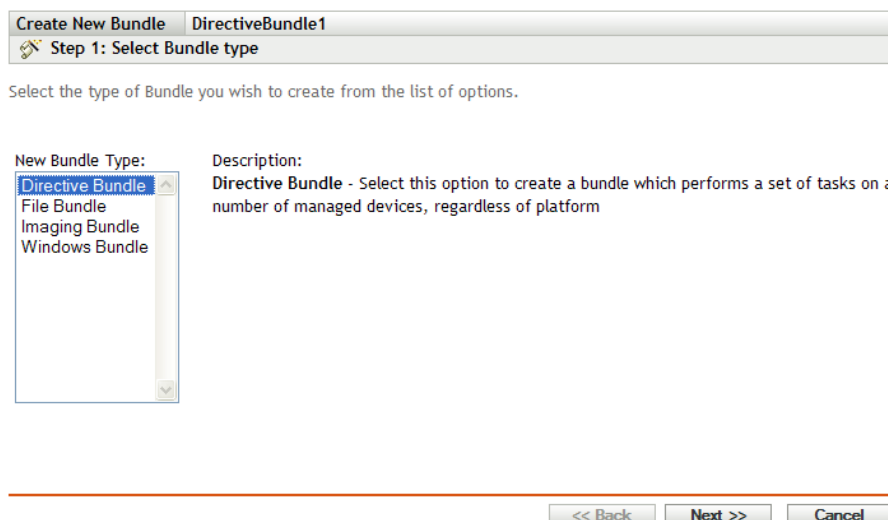 Create New Bundle DirectiveBundle1
Step 1: Select Bundle type
Select the type of Bundle you wish to create from the list of options.
New Bundle Type:
Directive Bundle
File Bundle
Imaging Bundle
Windows Bundle
Description:
Directive Bundle - Select this option to create a bundle which performs a set of tasks on a
number of managed devices, regardless of platform
<< Back Next >> Cancel